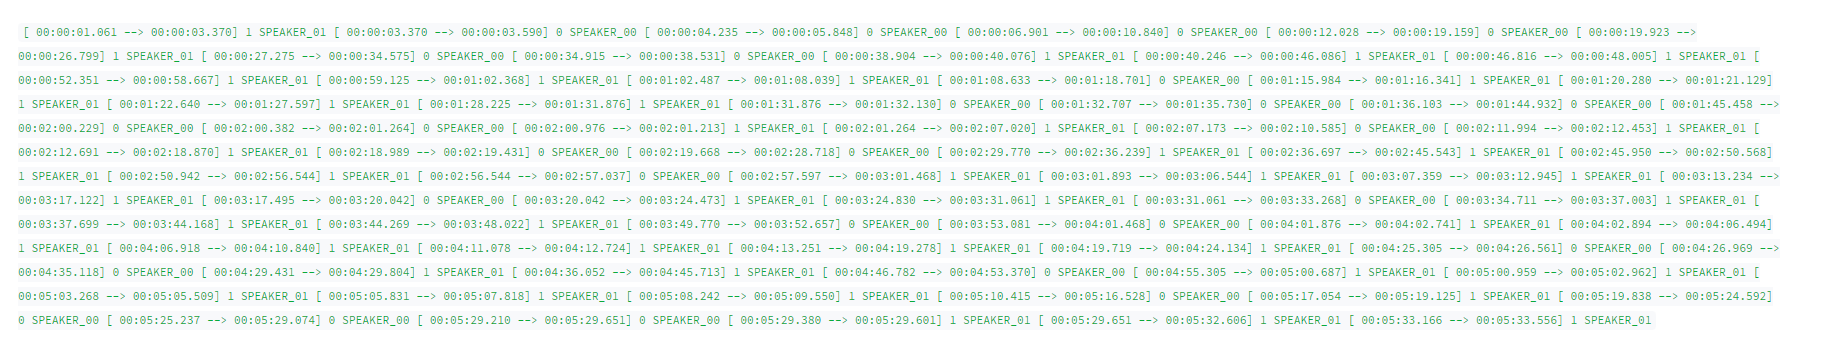 [ 00:00:01.061 --> 00:00:03.370] 1 SPEAKER_01 [ 00:00:03.370 --> 00:00:03.590] 0 SPEAKER_00 [ 00:00:04.235 --> 00:00:05.848] 0 SPEAKER_00 [ 00:00:06.901 --> 00:00:10.840] 0 SPEAKER_00 [ 00:00:12.028 --> 00:00:19.159] 0 SPEAKER_00 [ 00:00:19.923 -->
00:00:26.799] 1 SPEAKER_01 [ 00:00:27.275 --> 00:00:34.575] 0 SPEAKER_00 [ 00:00:34.915 --> 00:00:38.531] 0 SPEAKER_00 [ 00:00:38.904 --> 00:00:40.076] 1 SPEAKER_01 [ 00:00:40.246 --> 00:00:46.086] 1 SPEAKER_01 [ 00:00:46.816 --> 00:00:48.005] 1 SPEAKER_01 [
00:00:52.351 --> 00:00:58.667] 1 SPEAKER_01 [ 00:00:59.125 --> 00:01:02.368] 1 SPEAKER_01 [ 00:01:02.487 --> 00:01:08.039] 1 SPEAKER_01 [ 00:01:08.633 --> 00:01:18.701] 0 SPEAKER_00 [ 00:01:15.984 --> 00:01:16.341] 1 SPEAKER_01 [ 00:01:20.280 --> 00:01:21.129]
1 SPEAKER_01 [ 00:01:22.640 --> 00:01:27.597] 1 SPEAKER_01 [ 00:01:28.225 --> 00:01:31.876] 1 SPEAKER_01 [ 00:01:31.876 --> 00:01:32.130] 0 SPEAKER_00 [ 00:01:32.707 --> 00:01:35.730] 0 SPEAKER_00 [ 00:01:36.103 --> 00:01:44.932] 0 SPEAKER_00 [ 00:01:45.458 -->
00:02:00.229] 0 SPEAKER_00 [ 00:02:00.382 --> 00:02:01.264] 0 SPEAKER_00 [ 00:02:00.976 --> 00:02:01.213] 1 SPEAKER_01 [ 00:02:01.264 --> 00:02:07.020] 1 SPEAKER_01 [ 00:02:07.173 --> 00:02:10.585] 0 SPEAKER_00 [ 00:02:11.994 --> 00:02:12.453] 1 SPEAKER_01 [
00:02:12.691 --> 00:02:18.870] 1 SPEAKER_01 [ 00:02:18.989 --> 00:02:19.431] 0 SPEAKER_00 [ 00:02:19.668 --> 00:02:28.718] 0 SPEAKER_00 [ 00:02:29.770 --> 00:02:36.239] 1 SPEAKER_01 [ 00:02:36.697 --> 00:02:45.543] 1 SPEAKER_01 [ 00:02:45.950 --> 00:02:50.568]
1 SPEAKER_01 [ 00:02:50.942 --> 00:02:56.544] 1 SPEAKER_01 [ 00:02:56.544 --> 00:02:57.037] 0 SPEAKER_00 [ 00:02:57.597 --> 00:03:01.468] 1 SPEAKER_01 [ 00:03:01.893 --> 00:03:06.544] 1 SPEAKER_01 [ 00:03:07.359 --> 00:03:12.945] 1 SPEAKER_01 [ 00:03:13.234 -->
00:03:17.122] 1 SPEAKER_01 [ 00:03:17.495 --> 00:03:20.042] 0 SPEAKER_00 [ 00:03:20.042 --> 00:03:24.473] 1 SPEAKER_01 [ 00:03:24.830 --> 00:03:31.061] 1 SPEAKER_01 [ 00:03:31.061 --> 00:03:33.268] 0 SPEAKER_00 [ 00:03:34.711 --> 00:03:37.003] 1 SPEAKER_01 [
00:03:37.699 --> 00:03:44.168] 1 SPEAKER_01 [ 00:03:44.269 --> 00:03:48.022] 1 SPEAKER_01 [ 00:03:49.770 --> 00:03:52.657] 0 SPEAKER_00 [ 00:03:53.081 --> 00:04:01.468] 0 SPEAKER_00 [ 00:04:01.876 --> 00:04:02.741] 1 SPEAKER_01 [ 00:04:02.894 --> 00:04:06.494]
1 SPEAKER_01 [ 00:04:06.918 --> 00:04:10.840] 1 SPEAKER_01 [ 00:04:11.078 --> 00:04:12.724] 1 SPEAKER_01 [ 00:04:13.251 --> 00:04:19.278] 1 SPEAKER_01 [ 00:04:19.719 --> 00:04:24.134] 1 SPEAKER_01 [ 00:04:25.305 --> 00:04:26.561] 0 SPEAKER_00 [ 00:04:26.969 -->
00:04:35.118] 0 SPEAKER_00 [ 00:04:29.431 --> 00:04:29.804] 1 SPEAKER_01 [ 00:04:36.052 --> 00:04:45.713] 1 SPEAKER_01 [ 00:04:46.782 --> 00:04:53.370] 0 SPEAKER_00 [ 00:04:55.305 --> 00:05:00.687] 1 SPEAKER_01 [ 00:05:00.959 --> 00:05:02.962] 1 SPEAKER_01 [
00:05:03.268 --> 00:05:05.509] 1 SPEAKER_01 [ 00:05:05.831 --> 00:05:07.818] 1 SPEAKER_01 [ 00:05:08.242 --> 00:05:09.550] 1 SPEAKER_01 [ 00:05:10.415 --> 00:05:16.528] 0 SPEAKER_00 [ 00:05:17.054 --> 00:05:19.125] 1 SPEAKER_01 [ 00:05:19.838 --> 00:05:24.592]
0 SPEAKER_00 [ 00:05:25.237 --> 00:05:29.074] 0 SPEAKER_00 [ 00:05:29.210 --> 00:05:29.651] 0 SPEAKER_00 [ 00:05:29.380 --> 00:05:29.601] 1 SPEAKER_01 [ 00:05:29.651 --> 00:05:32.606] 1 SPEAKER_01 [ 00:05:33.166 --> 00:05:33.556] 1 SPEAKER_01